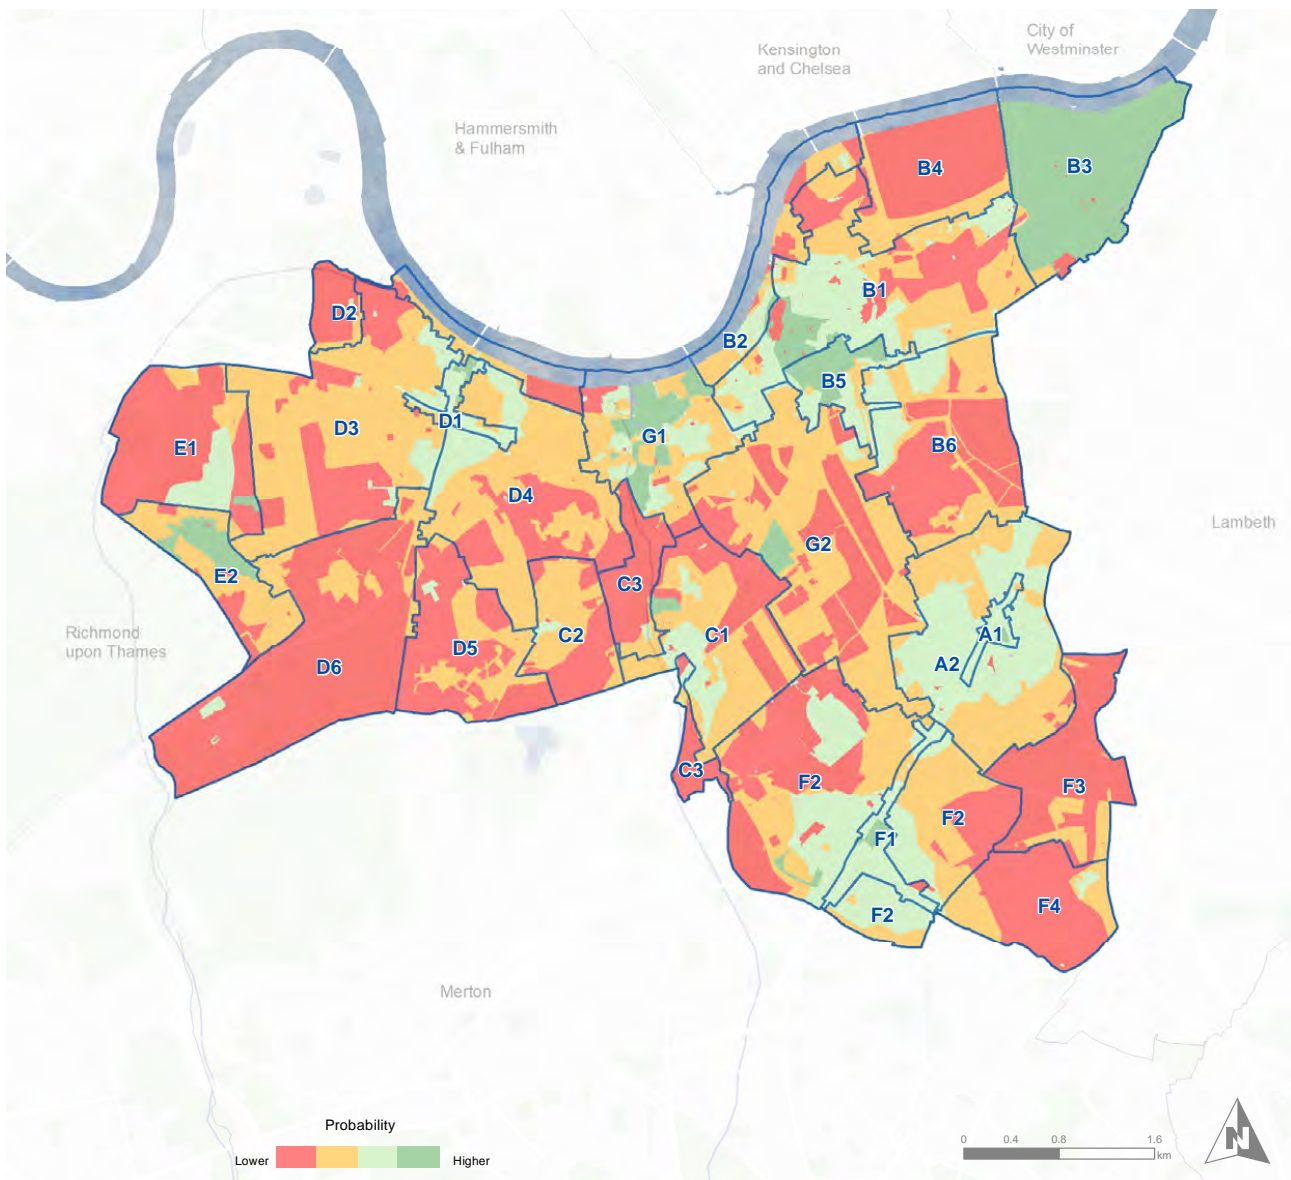 City of
Westminster
Kensington
and Chelsea
Hammersmith
& Fulham
B4
B3
B1
D2
B2
B5
D3
D1
G1
B6
E1
D4
Lambeth
G2
E2
C3
Richmond
upon Thames
C2
C1
A1
D5
D6
A2
C3
F2
F3
F2
F1
F4
F2
Merton
Probability
Lower
Higher
0 0.4 0.8 1.6
km
N